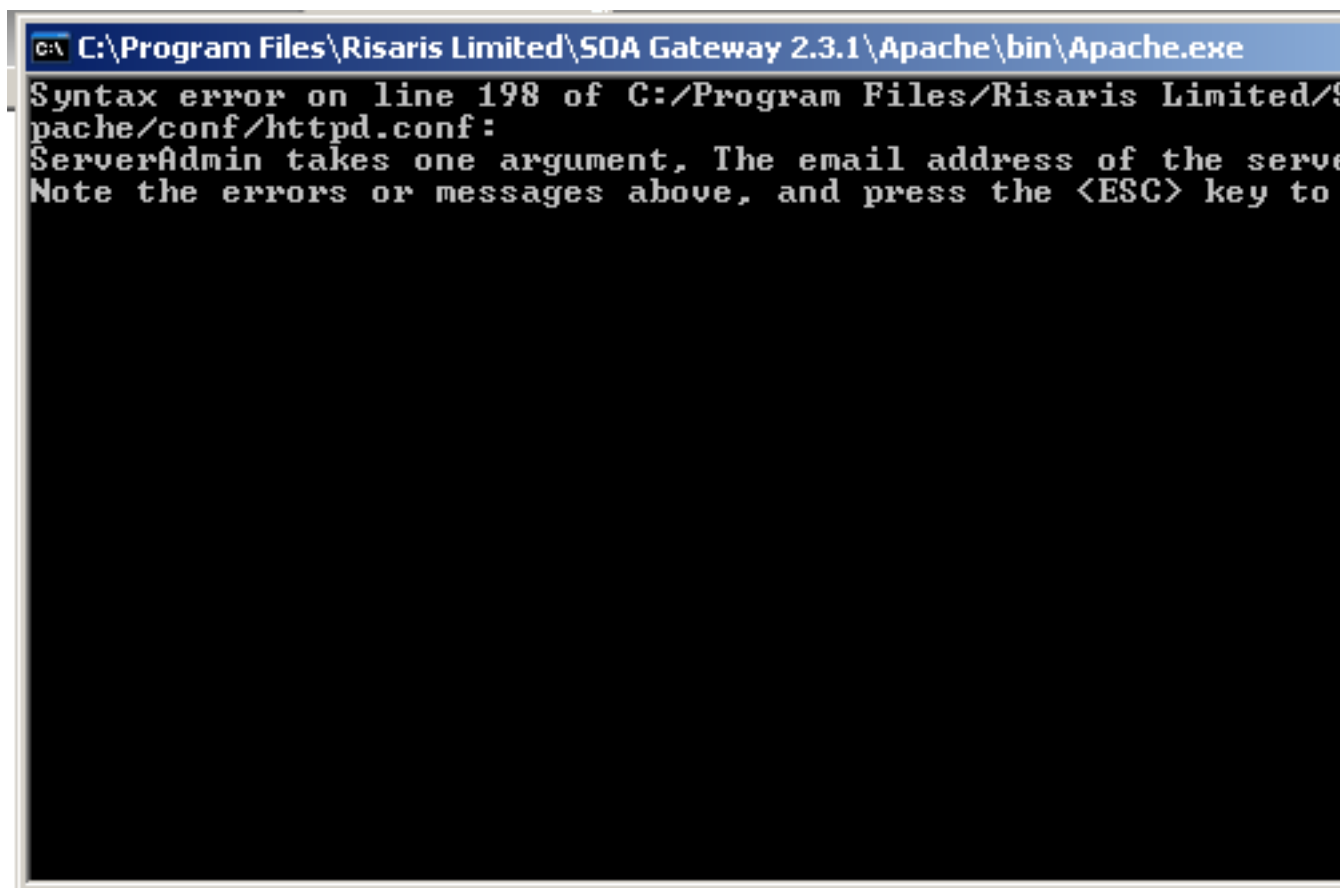 C:\Program Files\Risaris Limited\SOA Gateway 2.3.1\Apache\bin\Apache.exe
Syntax error on line 198 of C:/Program Files/Risaris Limited/
pache/conf/httpd.conf:
ServerAdmin takes one argument, The email address of the serve
Note the errors or messages above, and press the <ESC> key to